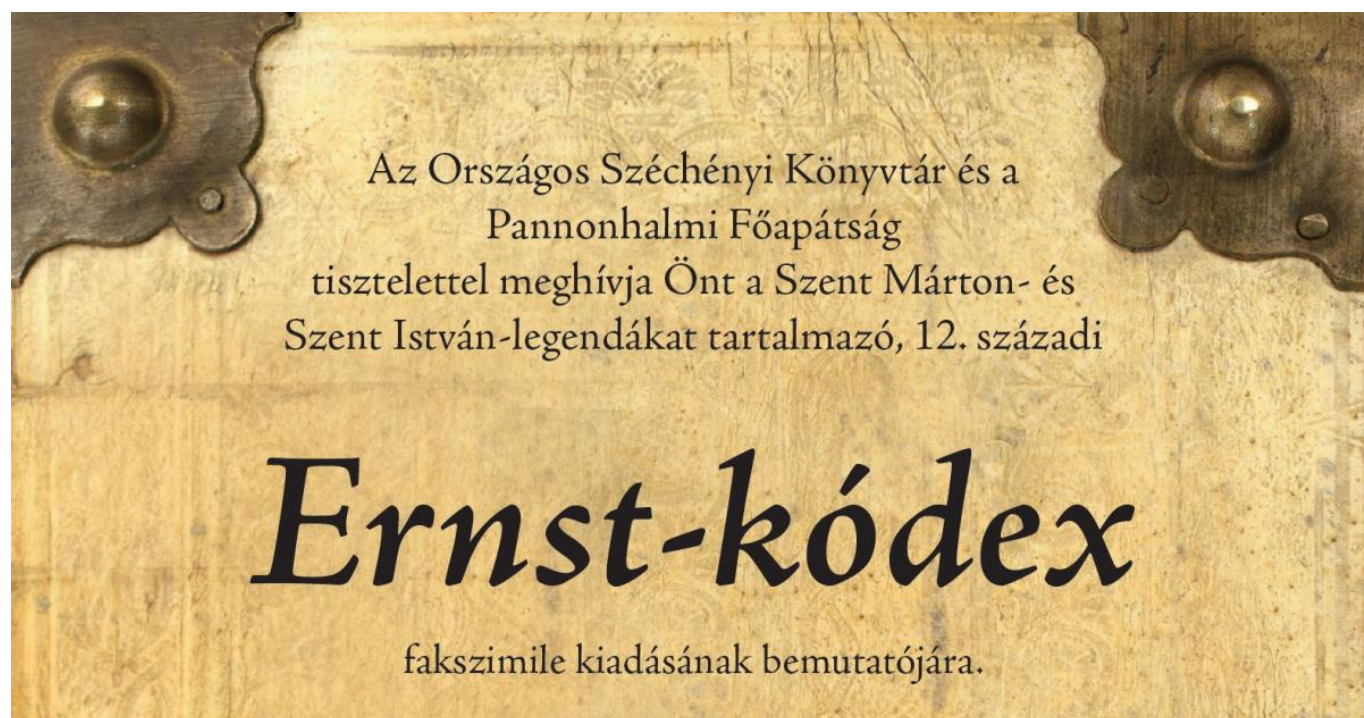 Az Országos Széchényi Könyvtár és a
Pannonhalmi Főapátság
tisztelettel meghívja Önt a Szent Márton- és
Szent István-legendákat tartalmazó, 12. századi
Ernst-kódex
fakszimile kiadásának bemutatójára.